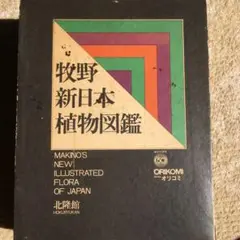 牧野
新日本
植物図鑑
MAKINO'S
NEW
ILLUSTRATED
FLORA
OF JAPAN
北隆館
HOKURYUKAN
ORIKOMI
オリコミ